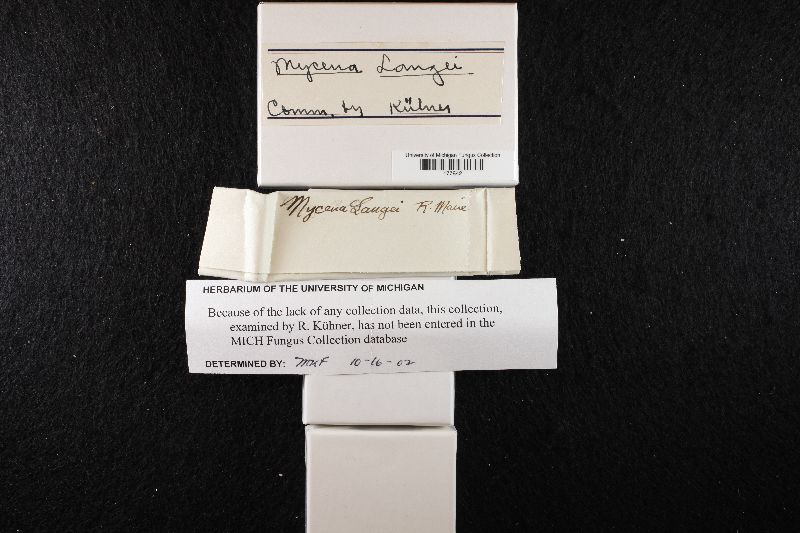 Mycena Langei
Comm. by Kühner
University of Michigan Fungus Collection
Mycena Langei R. Maire
HERBARIUM OF THE UNIVERSITY OF MICHIGAN
Because of the lack of any collection data, this collection,
examined by R. Kühner, has not been entered in the
MICH Fungus Collection database
DETERMINED BY: 10-16-02